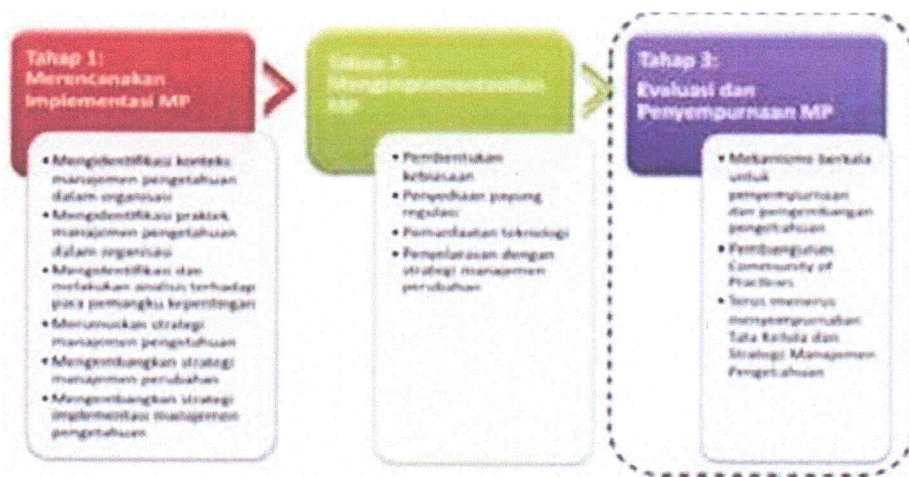 Tahap 1:
Merencanakan
Implementasi MP
• Mengidentifikasi konteks
manajemen pengetahuan
dalam organisasi
• Mengidentifikasi praktek
manajemen pengetahuan
dalam organisasi
• Mengidentifikasi dan
melakukan analisis terhadap
para pemangku kepentingan
• Merumuskan strategi
manajemen pengetahuan
• Mengembangkan strategi
manajemen perubahan
• Mengembangkan strategi
implementasi manajemen
pengetahuan
Tahap 2:
Mengimplementasikan
MP
• Pembentukan
kebiasaan
• Penyediaan payung
regulasi
• Pemanfaatan teknologi
• Penyelarasan dengan
strategi manajemen
perubahan
Tahap 3:
Evaluasi dan
Penyempurnaan MP
• Mekanisme berkala
untuk
penyempurnaan
dan pengembangan
pengetahuan
• Pembangunan
Community of
Practices
• Terus menerus
menyempurnakan
Tata Kelola dan
Strategi Manajemen
Pengetahuan